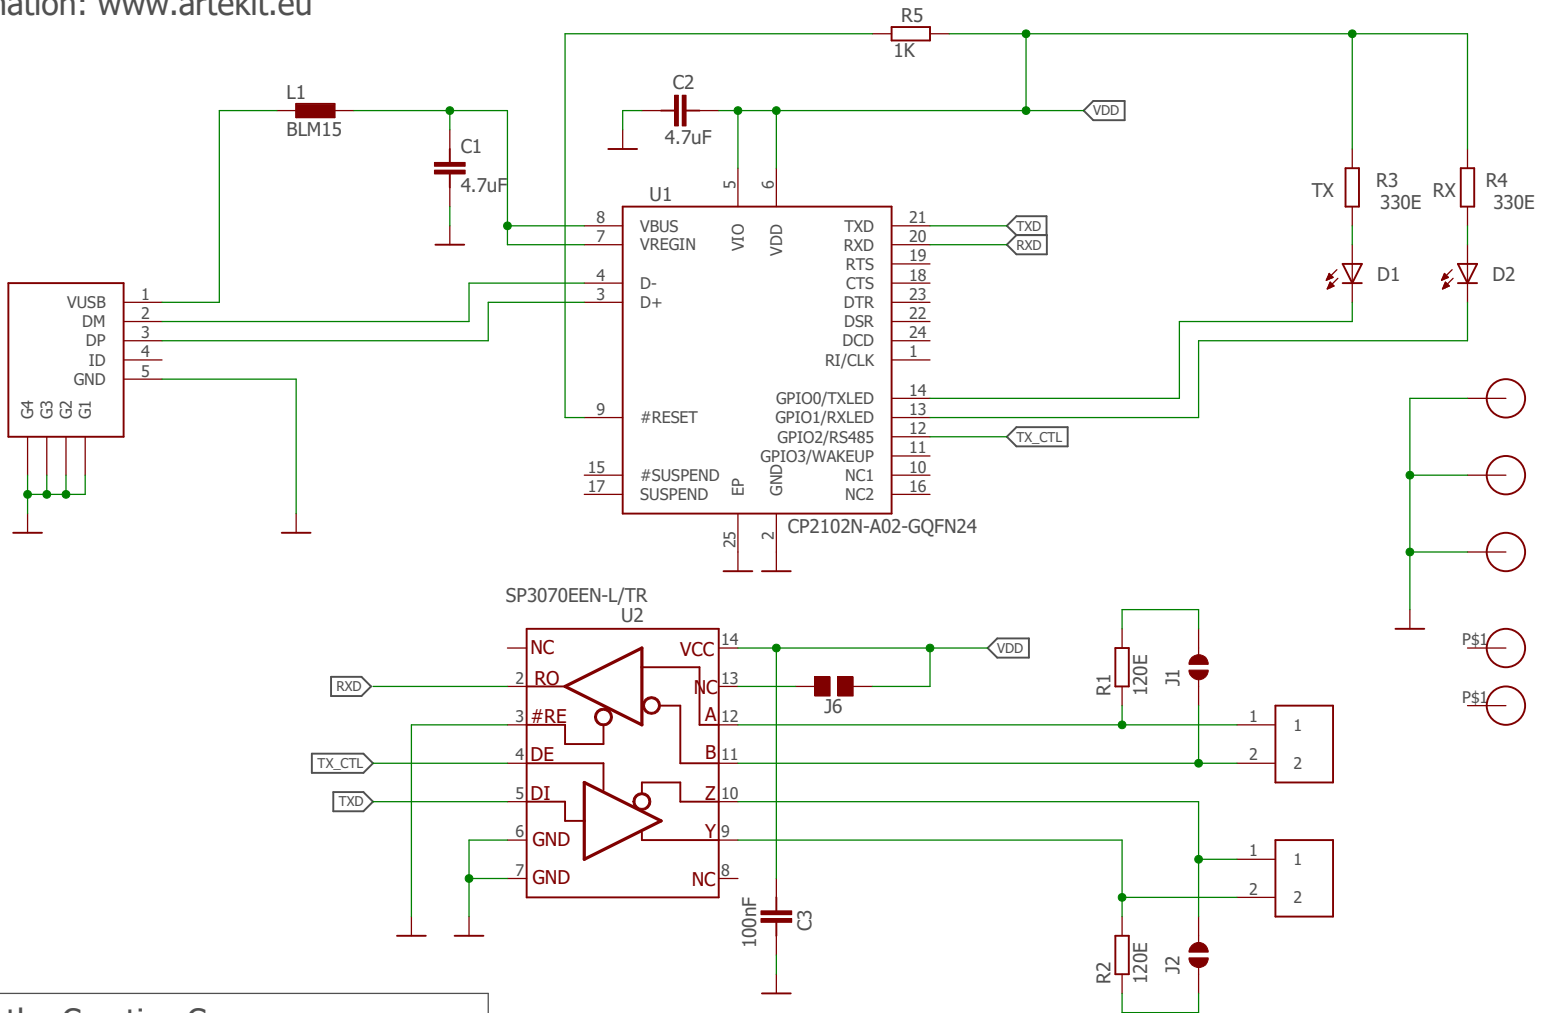 nation: www.artekit.eu
R5
1K
C2
4.7uF
VDD
L1
BLM15
C1
4.7uF
U1
5
6
VIO
VDD
8
VBUS
7
VREGIN
4
D-
3
D+
9
#RESET
15
#SUSPEND
17
SUSPEND
TXD
21
TXD
RXD
20
RXD
RTS
19
CTS
18
DTR
23
DSR
22
DCD
24
RI/CLK
1
GPIO0/TXLED
14
GPIO1/RXLED
13
GPIO2/RS485
12
TX_CTL
GPIO3/WAKEUP
11
NC1
10
NC2
16
EP
GND
25
2
CP2102N-A02-GQFN24
TX
R3
330E
RX
R4
330E
D1
D2
VUSB
1
DM
2
DP
3
ID
4
GND
5
G4
G3
G2
G1
SP3070EEN-L/TR
U2
NC
VCC
14
VDD
RXD
2
RO
NC
13
J6
3
#RE
A
12
TX_CTL
4
DE
B
11
TXD
5
DI
Z
10
6
GND
Y
9
7
GND
NC
8
100nF
C3
R1
120E
J1
1
1
2
2
1
1
2
2
R2
120E
J2
P$1
P$1